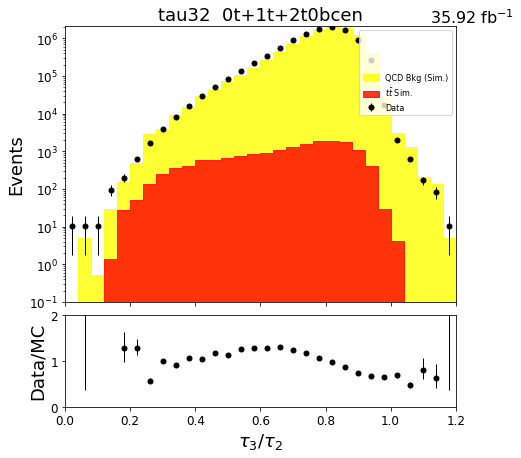 tau32 0t+1t+2t0bcen
35.92 fb⁻¹
QCD Bkg (Sim.)
tt̄ Sim.
Data
Events
10⁶
10⁵
10⁴
10³
10²
10¹
10⁰
10⁻¹
Data/MC
2
1
0
0.0 0.2 0.4 0.6 0.8 1.0 1.2
τ₃/τ₂